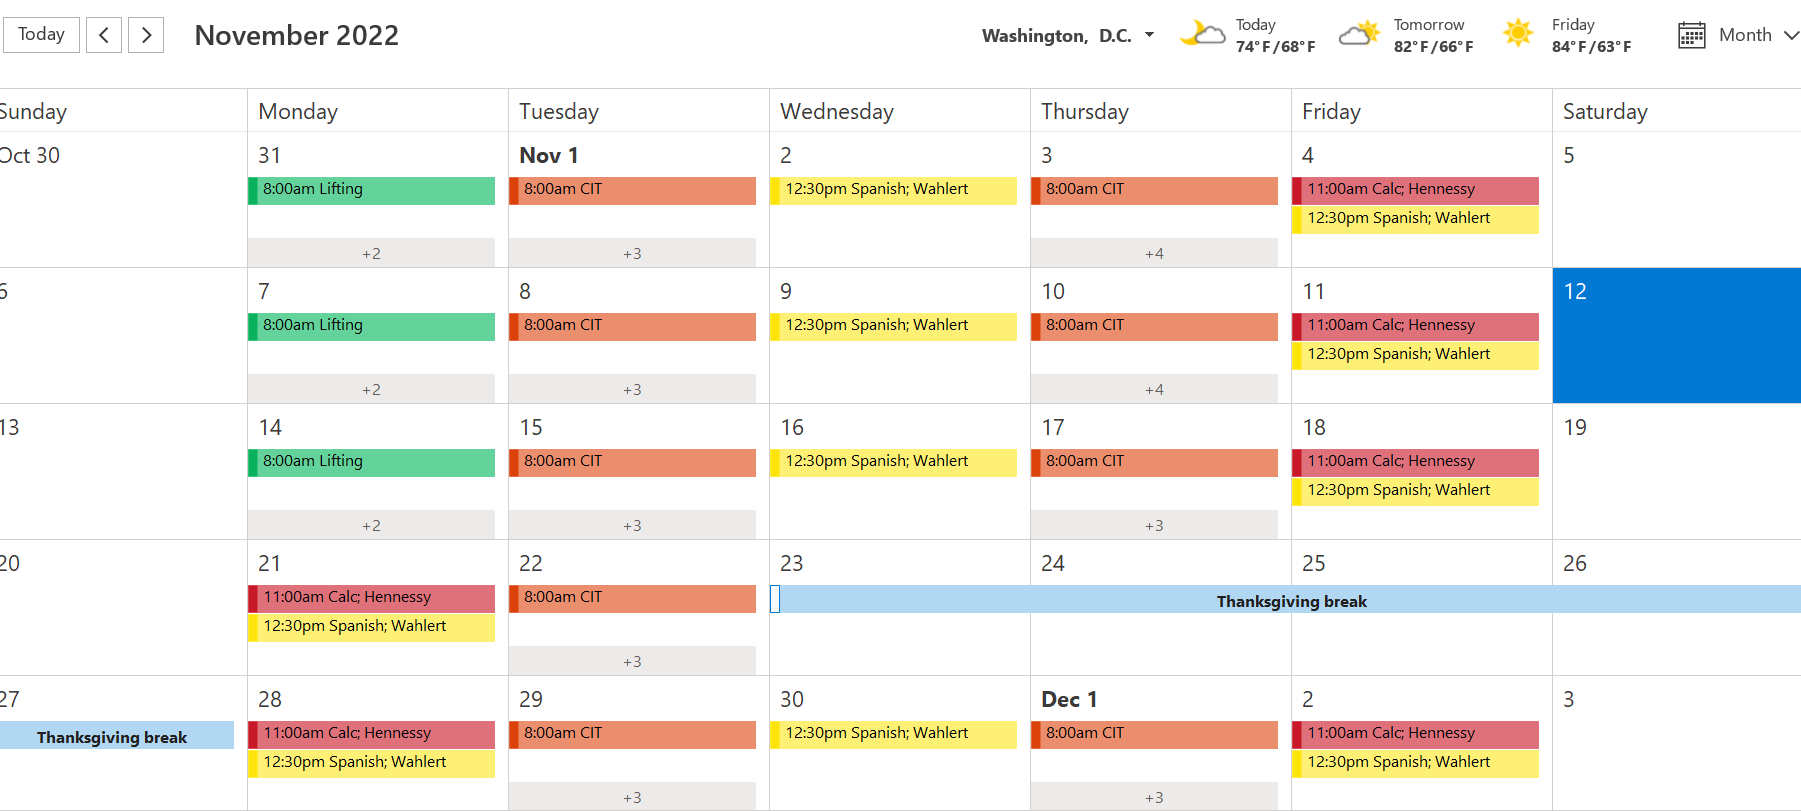 Today
November 2022
Washington, D.C.
Today
74°F/68°F
Tomorrow
82°F/66°F
Friday
84°F/63°F
Month
Sunday Monday Tuesday Wednesday Thursday Friday Saturday
Oct 30 31 Nov 1 2 3 4 5
8:00am Lifting 8:00am CIT 12:30pm Spanish; Wahlert 8:00am CIT 11:00am Calc; Hennessy
12:30pm Spanish; Wahlert
+2 +3 +4
6 7 8 9 10 11 12
8:00am Lifting 8:00am CIT 12:30pm Spanish; Wahlert 8:00am CIT 11:00am Calc; Hennessy
12:30pm Spanish; Wahlert
+2 +3 +4
13 14 15 16 17 18 19
8:00am Lifting 8:00am CIT 12:30pm Spanish; Wahlert 8:00am CIT 11:00am Calc; Hennessy
12:30pm Spanish; Wahlert
+2 +3 +3
20 21 22 23 24 25 26
11:00am Calc; Hennessy 8:00am CIT Thanksgiving break
12:30pm Spanish; Wahlert
+3
27 28 29 30 Dec 1 2 3
Thanksgiving break 11:00am Calc; Hennessy 8:00am CIT 12:30pm Spanish; Wahlert 8:00am CIT 11:00am Calc; Hennessy
12:30pm Spanish; Wahlert 12:30pm Spanish; Wahlert
+3 +3